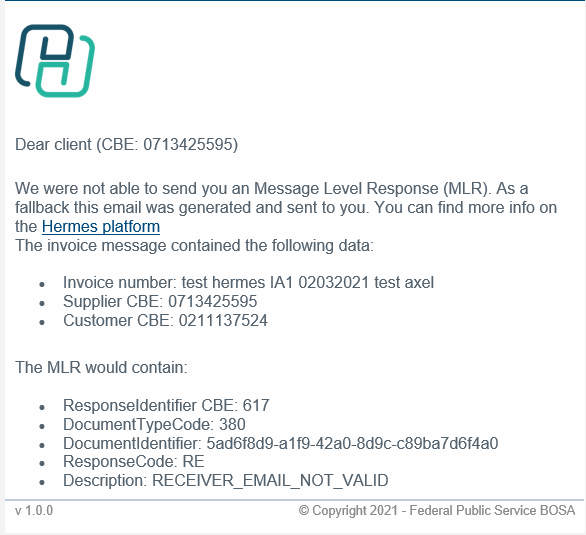 Dear client (CBE: 0713425595)
We were not able to send you an Message Level Response (MLR). As a
fallback this email was generated and sent to you. You can find more info on
the Hermes platform
The invoice message contained the following data:
• Invoice number: test hermes IA1 02032021 test axel
• Supplier CBE: 0713425595
• Customer CBE: 0211137524
The MLR would contain:
• ResponseIdentifier CBE: 617
• DocumentTypeCode: 380
• DocumentIdentifier: 5ad6f8d9-a1f9-42a0-8d9c-c89ba7d6f4a0
• ResponseCode: RE
• Description: RECEIVER_EMAIL_NOT_VALID
v 1.0.0 © Copyright 2021 - Federal Public Service BOSA